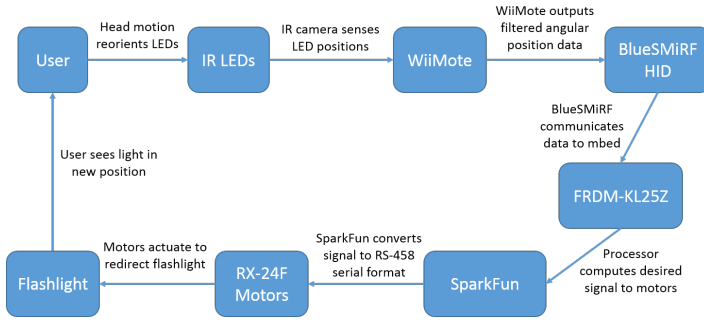 User
Head motion
reorients LEDs
IR LEDs
IR camera senses
LED positions
WiiMote
WiiMote outputs
filtered angular
position data
BlueSMiRF
HID
BlueSMiRF
communicates
data to mbed
FRDM-KL25Z
Processor
computes desired
signal to motors
SparkFun
SparkFun converts
signal to RS-458
serial format
RX-24F
Motors
Motors actuate to
redirect flashlight
Flashlight
User sees light in
new position